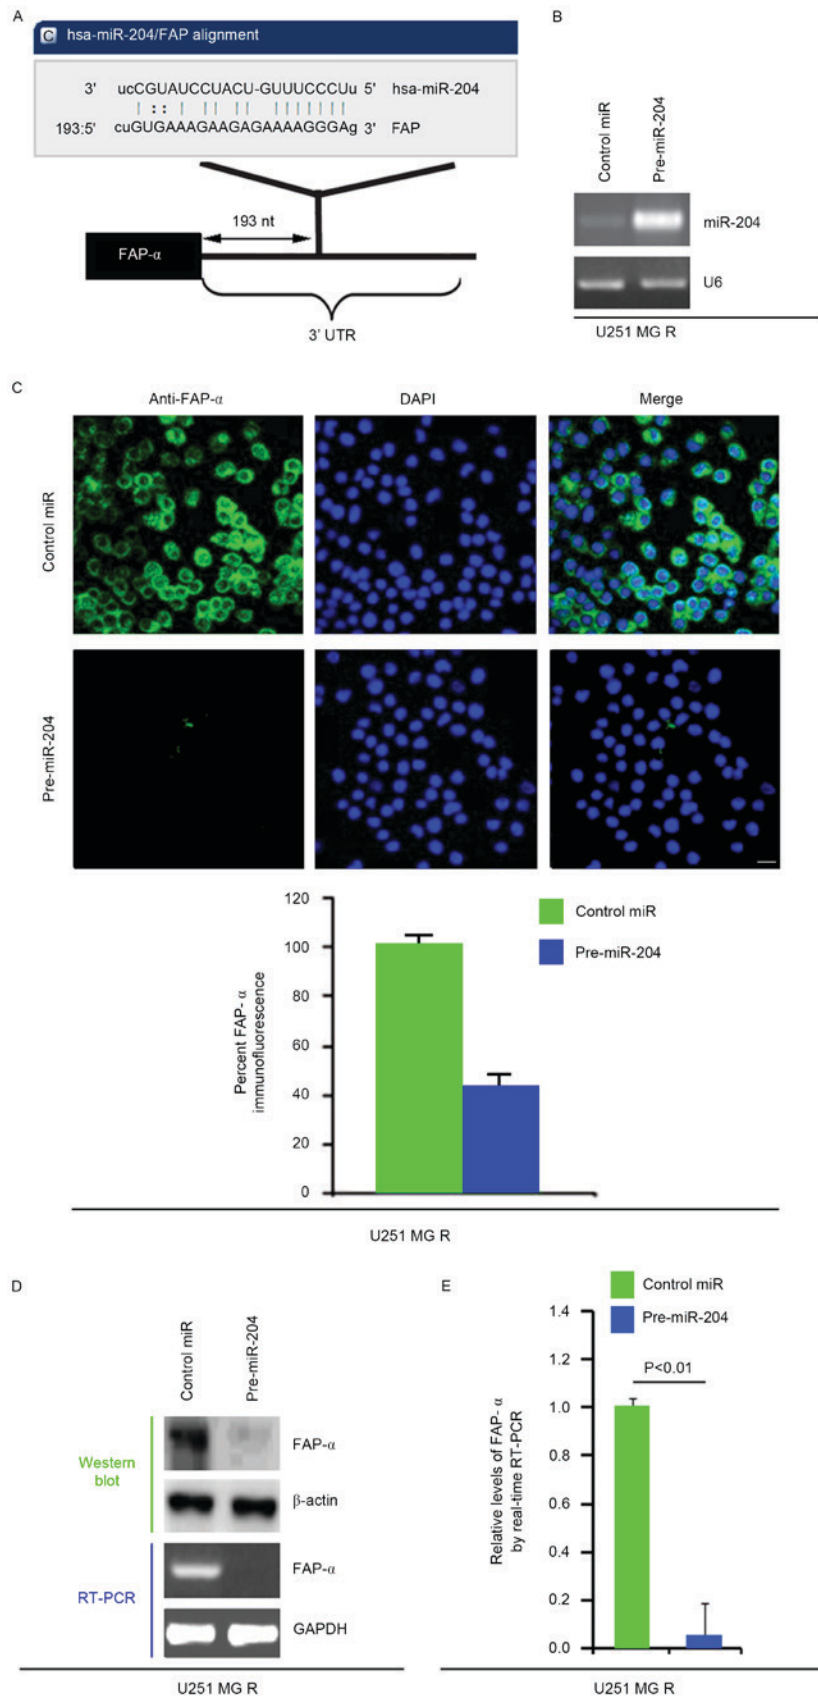 A
C hsa-miR-204/FAP alignment
3' ucCGUAUCCUACU-GUUUCCCUu 5' hsa-miR-204
193:5' cuGUGAAAGAAGAGAAAAGGGAg 3' FAP
193 nt
FAP-α
3' UTR
B
Control miR
Pre-miR-204
miR-204
U6
U251 MG R
C
Anti-FAP-α DAPI Merge
Control miR
Pre-miR-204
Percent FAP- α
immunofluorescence
120
100
80
60
40
20
0
Control miR
Pre-miR-204
U251 MG R
D
Control miR
Pre-miR-204
Western
blot
FAP-α
β-actin
RT-PCR
FAP-α
GAPDH
U251 MG R
E
Control miR
Pre-miR-204
Relative levels of FAP- α
by real-time RT-PCR
1.4
1.2
1.0
0.8
0.6
0.4
0.2
0.0
P<0.01
U251 MG R